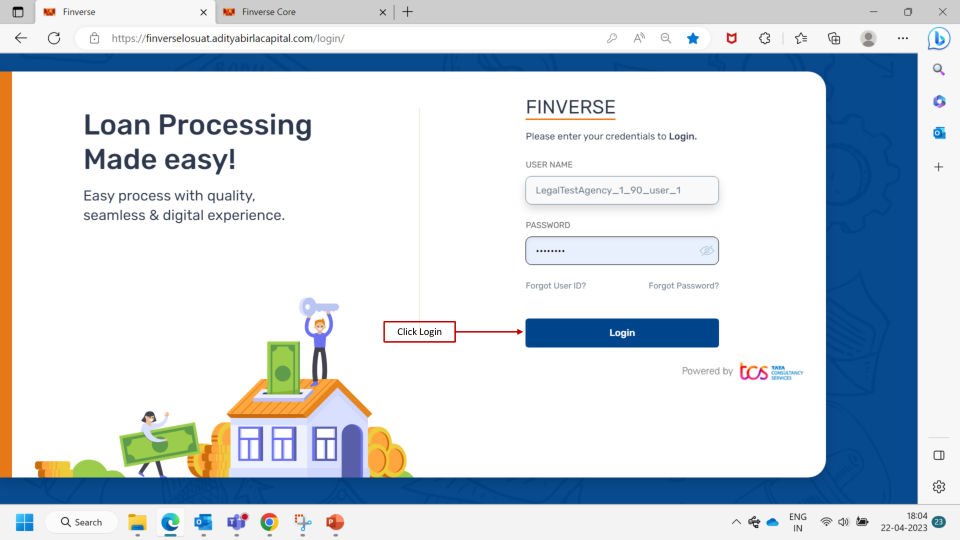 Finverse
Finverse Core
https://finverselosuat.adityabirlacapital.com/login/
Loan Processing
Made easy!
Easy process with quality,
seamless & digital experience.
FINVERSE
Please enter your credentials to Login.
USER NAME
LegalTestAgency_1_90_user_1
PASSWORD
••••••••
Forgot User ID?
Forgot Password?
Click Login
Login
Powered by tcs TATA
CONSULTANCY
SERVICES
Search
ENG
IN
18:04
22-04-2023
23